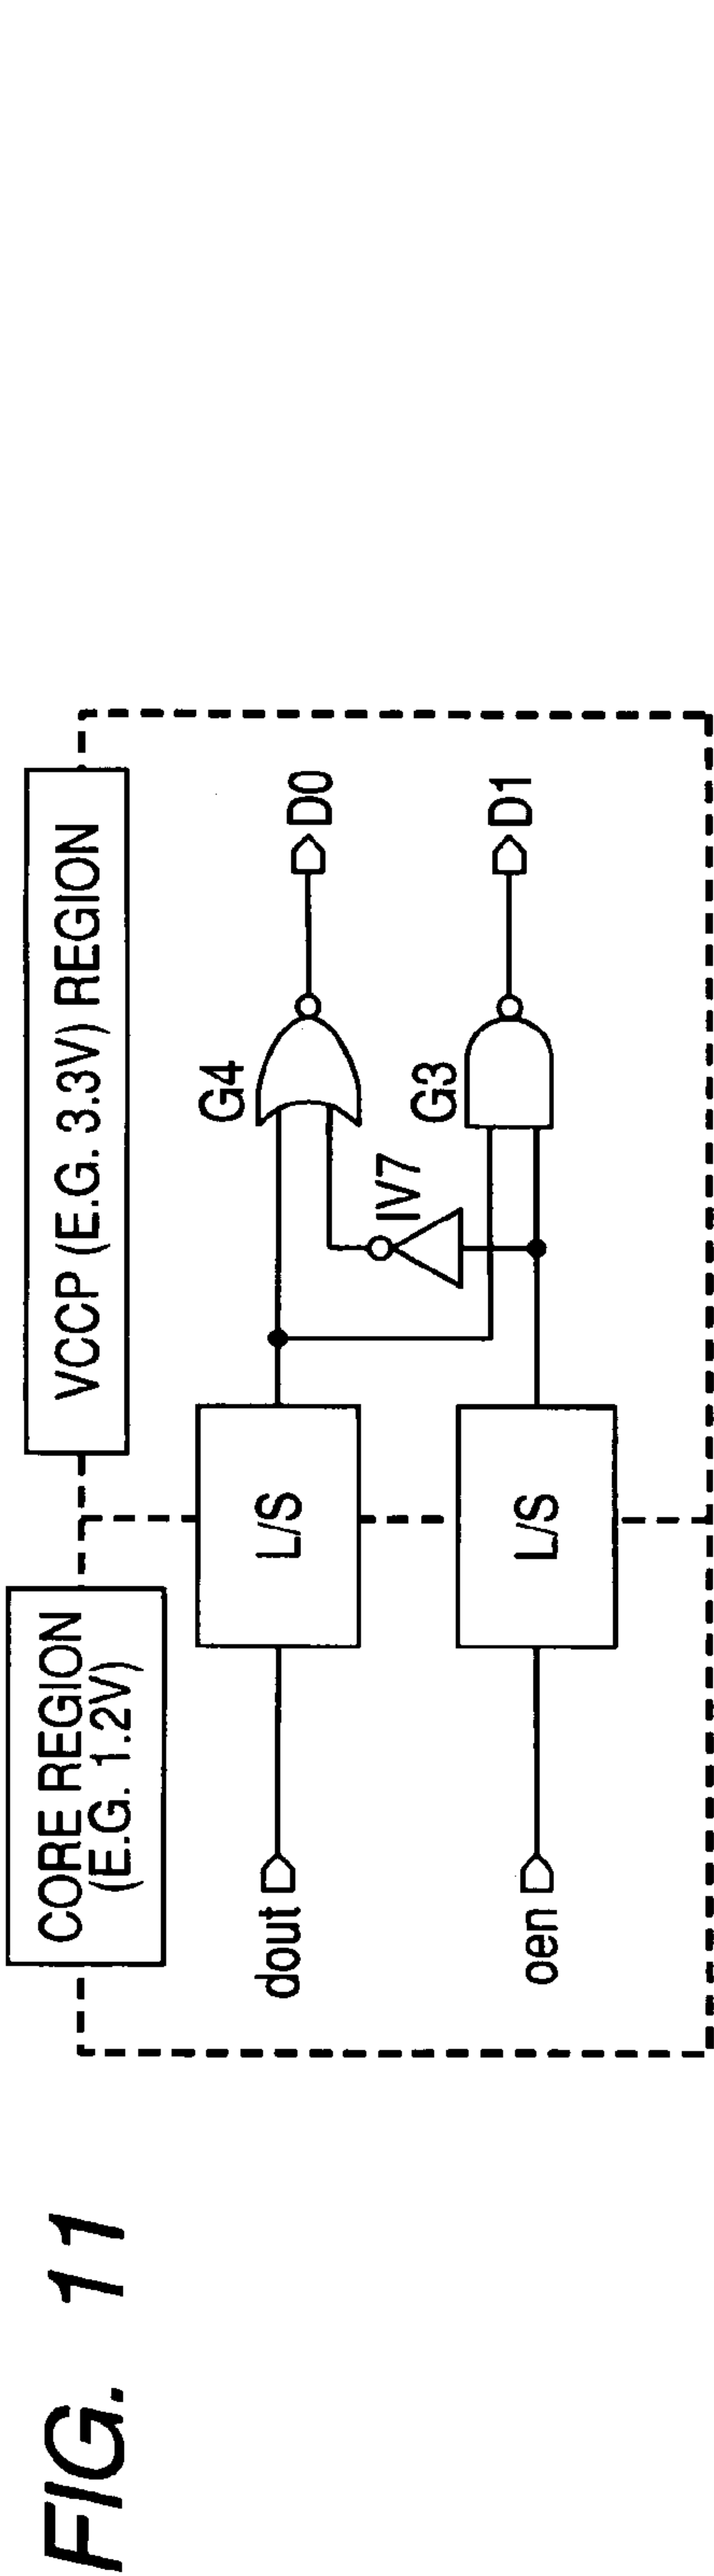 FIG. 11
CORE REGION
(E.G. 1.2V)
VCCP (E.G. 3.3V) REGION
dout
L/S
G4
D0
IV7
oen
L/S
G3
D1